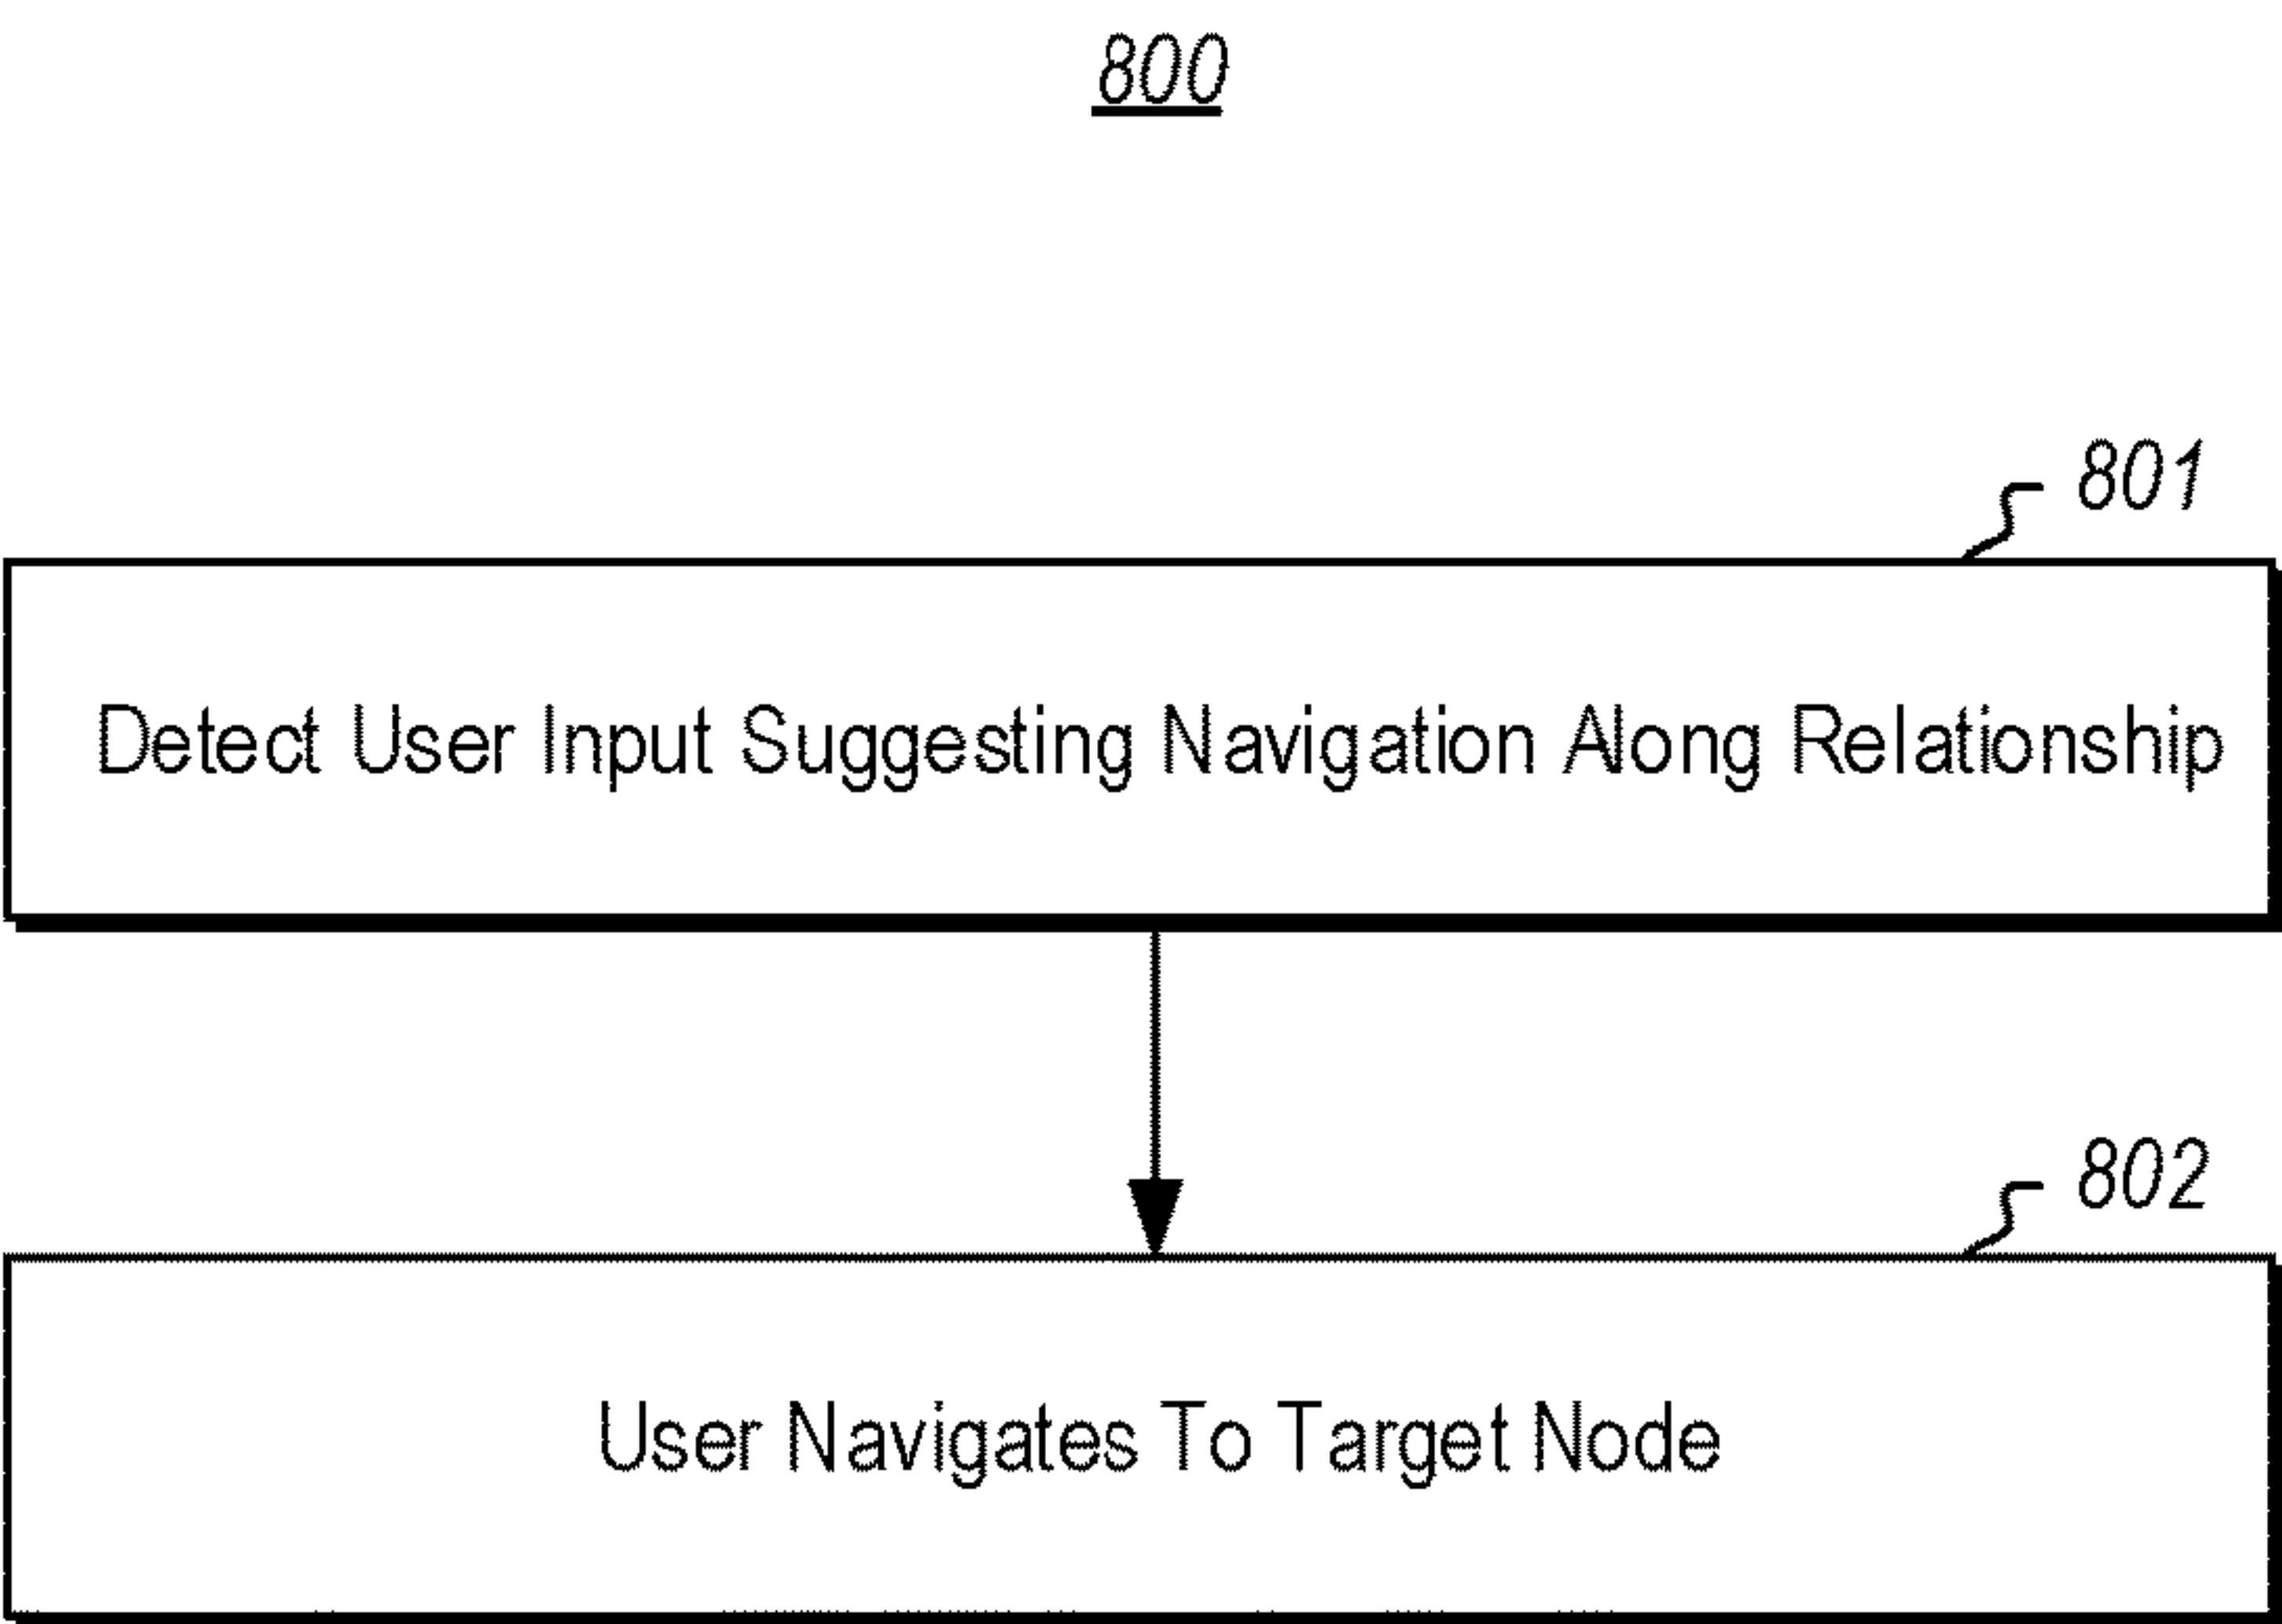 800
801
Detect User Input Suggesting Navigation Along Relationship
802
User Navigates To Target Node